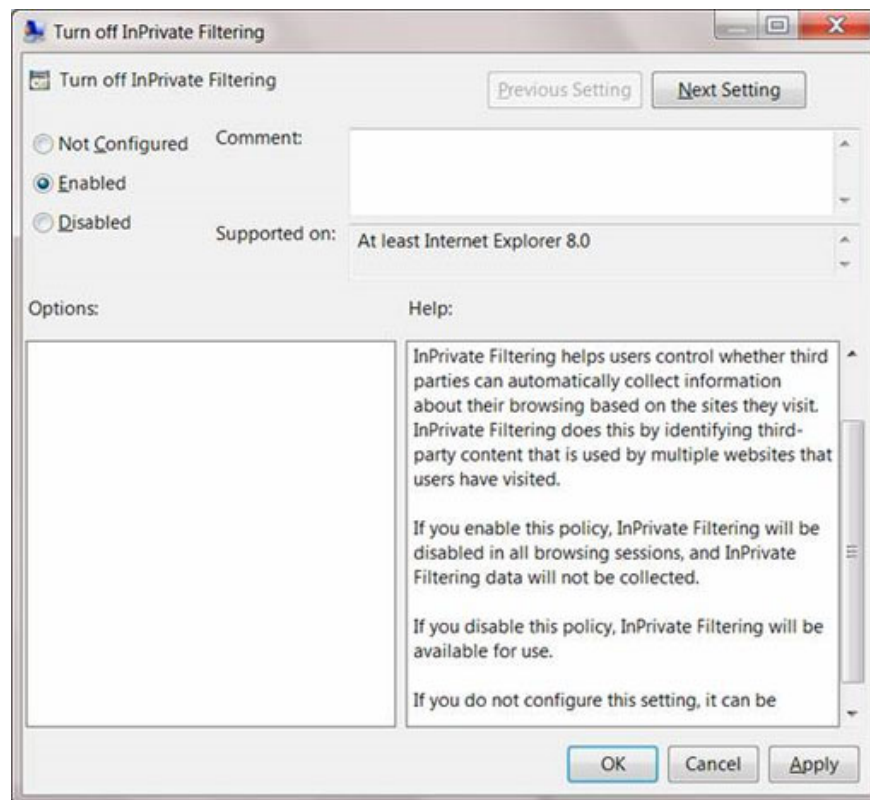 Turn off InPrivate Filtering
Turn off InPrivate Filtering
Previous Setting
Next Setting
Not Configured
Comment:
Enabled
Disabled
Supported on:
At least Internet Explorer 8.0
Options:
Help:
InPrivate Filtering helps users control whether third
parties can automatically collect information
about their browsing based on the sites they visit.
InPrivate Filtering does this by identifying third-
party content that is used by multiple websites that
users have visited.
If you enable this policy, InPrivate Filtering will be
disabled in all browsing sessions, and InPrivate
Filtering data will not be collected.
If you disable this policy, InPrivate Filtering will be
available for use.
If you do not configure this setting, it can be
OK
Cancel
Apply